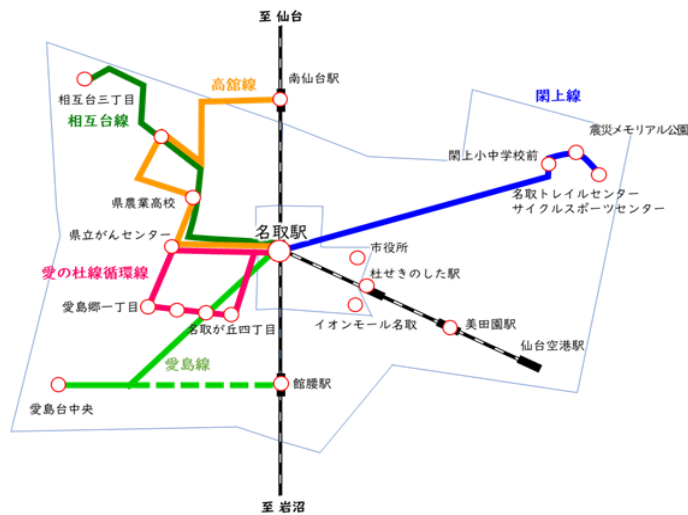 至 仙台
高舘線
南仙台駅
相互台三丁目
相互台線
閖上線
震災メモリアル公園
閖上小中学校前
名取トレイルセンター
サイクルスポーツセンター
県農業高校
県立がんセンター
名取駅
市役所
杜せきのした駅
愛の杜線循環線
愛島郷一丁目
名取が丘四丁目
イオンモール名取
美田園駅
仙台空港駅
愛島線
愛島台中央
館腰駅
至 岩沼